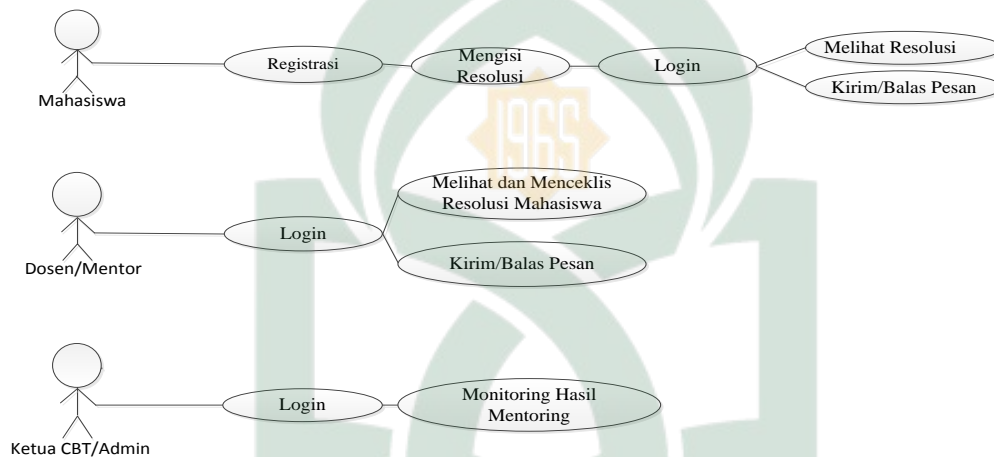 Mahasiswa
Registrasi
Mengisi
Resolusi
Login
Melihat Resolusi
Kirim/Balas Pesan
1965
Dosen/Mentor
Login
Melihat dan Menceklis
Resolusi Mahasiswa
Kirim/Balas Pesan
Ketua CBT/Admin
Login
Monitoring Hasil
Mentoring